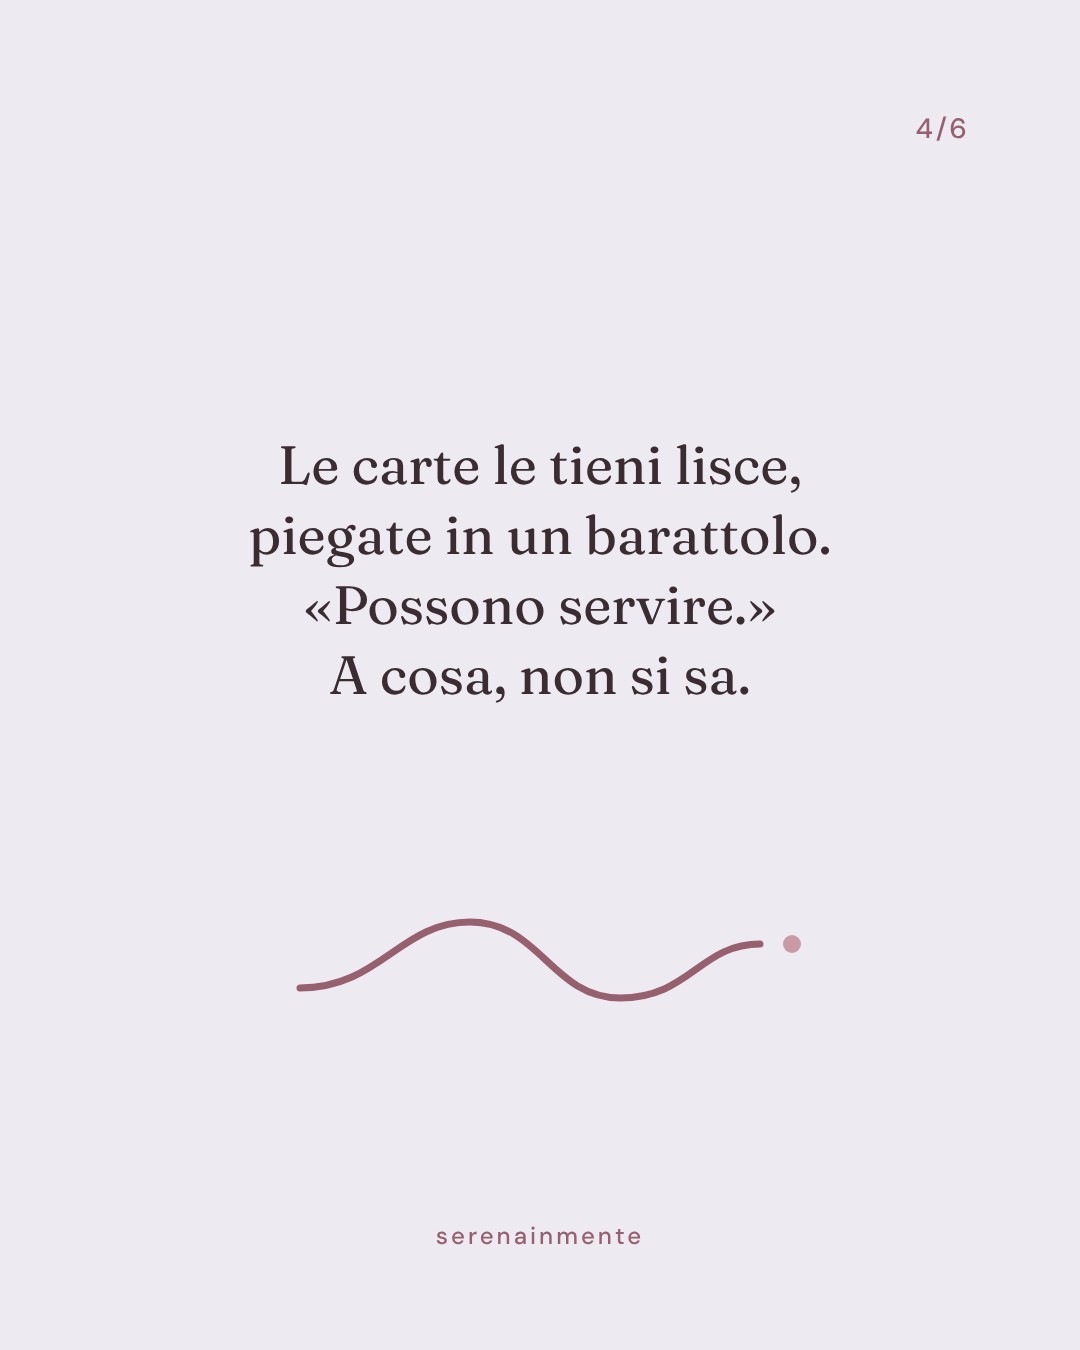 4/6
Le carte le tieni lisce,
piegate in un barattolo.
«Possono servire.»
A cosa, non si sa.
serenainmente